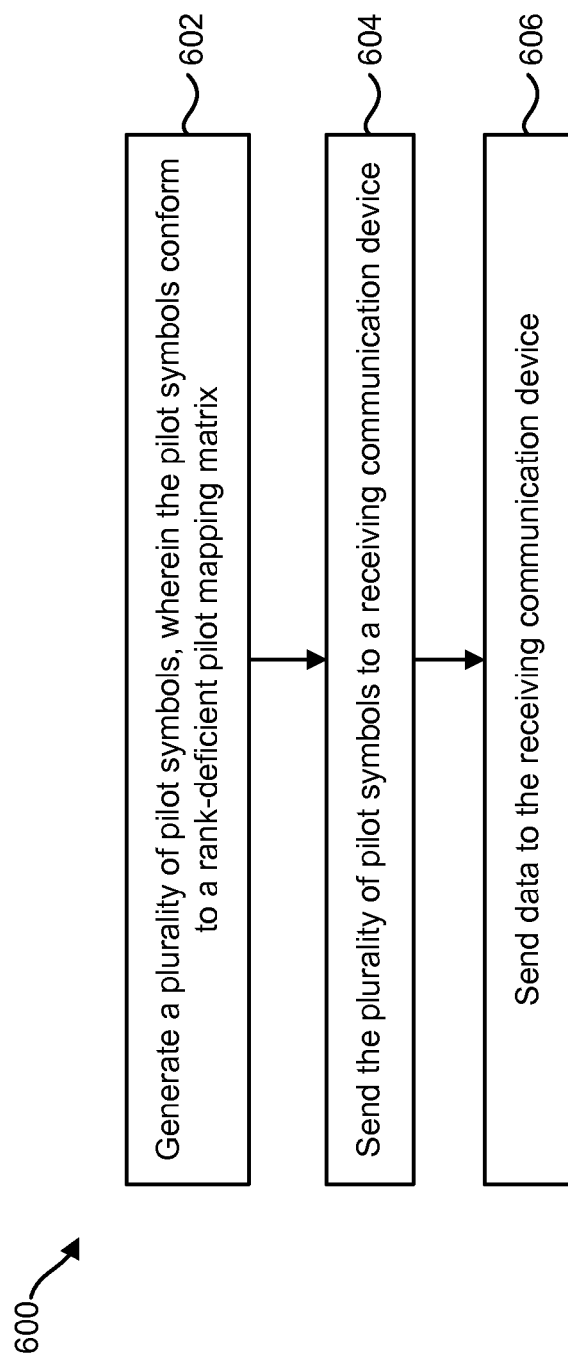 600
Generate a plurality of pilot symbols, wherein the pilot symbols conform
to a rank-deficient pilot mapping matrix
602
Send the plurality of pilot symbols to a receiving communication device
604
Send data to the receiving communication device
606